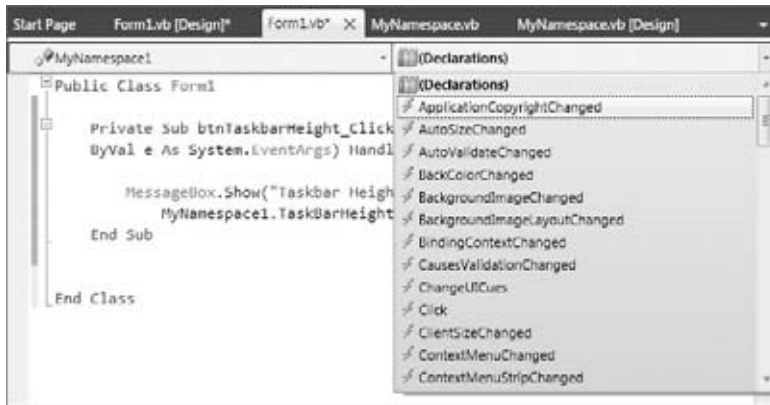 Start Page Form1.vb [Design]* Form1.vb* X MyNamespace.vb MyNamespace.vb [Design]
MyNamespace1 (Declarations)
Public Class Form1
(Declarations)
ApplicationCopyrightChanged
Private Sub btnTaskbarHeight_Click
AutoSizeChanged
ByVal e As System.EventArgs) Handl
AutoValidateChanged
BackColorChanged
MessageBox.Show("Taskbar Heigh
BackgroundImageChanged
MyNamespace1.TaskBarHeight
BackgroundImageLayoutChanged
End Sub
BindingContextChanged
CausesValidationChanged
ChangeUICues
End Class
Click
ClientSizeChanged
ContextMenuChanged
ContextMenuStripChanged